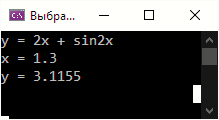 Выбра...
y = 2x + sin2x
x = 1.3
y = 3.1155